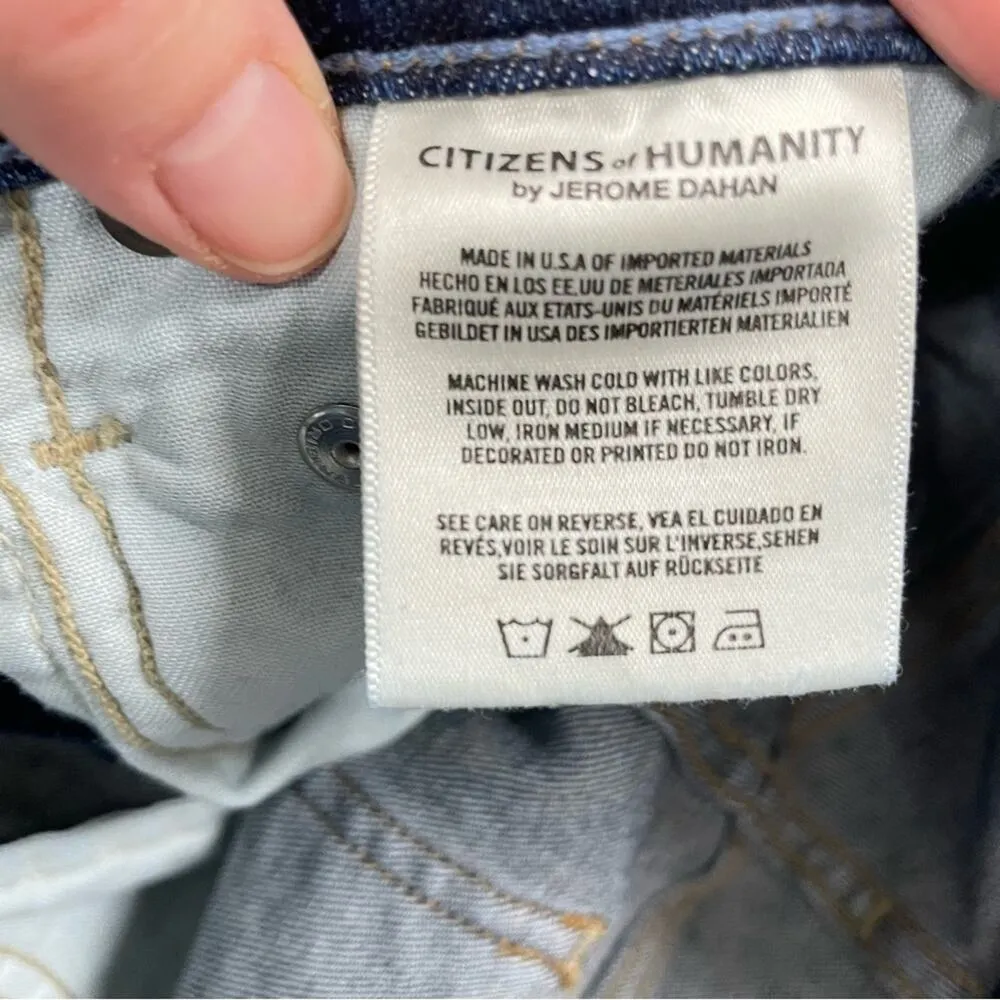 CITIZENS of HUMANITY
by JEROME DAHAN
MADE IN U.S.A OF IMPORTED MATERIALS
HECHO EN LOS EE.UU DE METERIALES IMPORTADA
FABRIQUÉ AUX ETATS-UNIS DU MATÉRIELS IMPORTÉ
GEBILDET IN USA DES IMPORTIERTEN MATERIALIEN
MACHINE WASH COLD WITH LIKE COLORS,
INSIDE OUT, DO NOT BLEACH, TUMBLE DRY
LOW, IRON MEDIUM IF NECESSARY, IF
DECORATED OR PRINTED DO NOT IRON.
SEE CARE ON REVERSE, VEA EL CUIDADO EN
REVÉS,VOIR LE SOIN SUR L'INVERSE,SEHEN
SIE SORGFALT AUF RÜCKSEITE